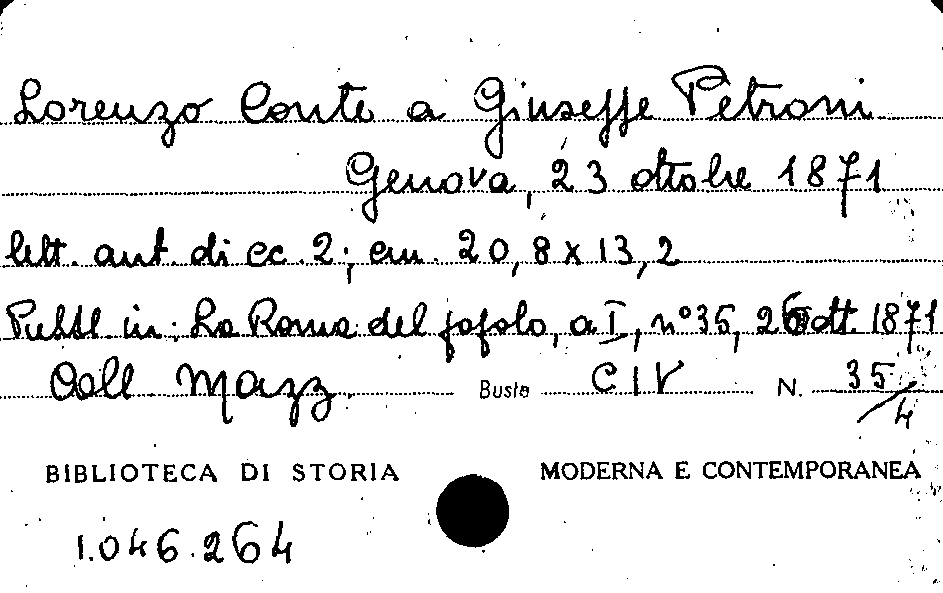 Lorenzo Conte a Giuseppe Petroni
Genova, 23 ottobre 1871
lett. aut. di cc. 2; cm. 20,8 x 13,2
Pubbl. in: La Roma del popolo, a I, n° 35, 26 ott 1871
Coll Mazz. Busta CIV N. 35/4
BIBLIOTECA DI STORIA MODERNA E CONTEMPORANEA
1.046.264